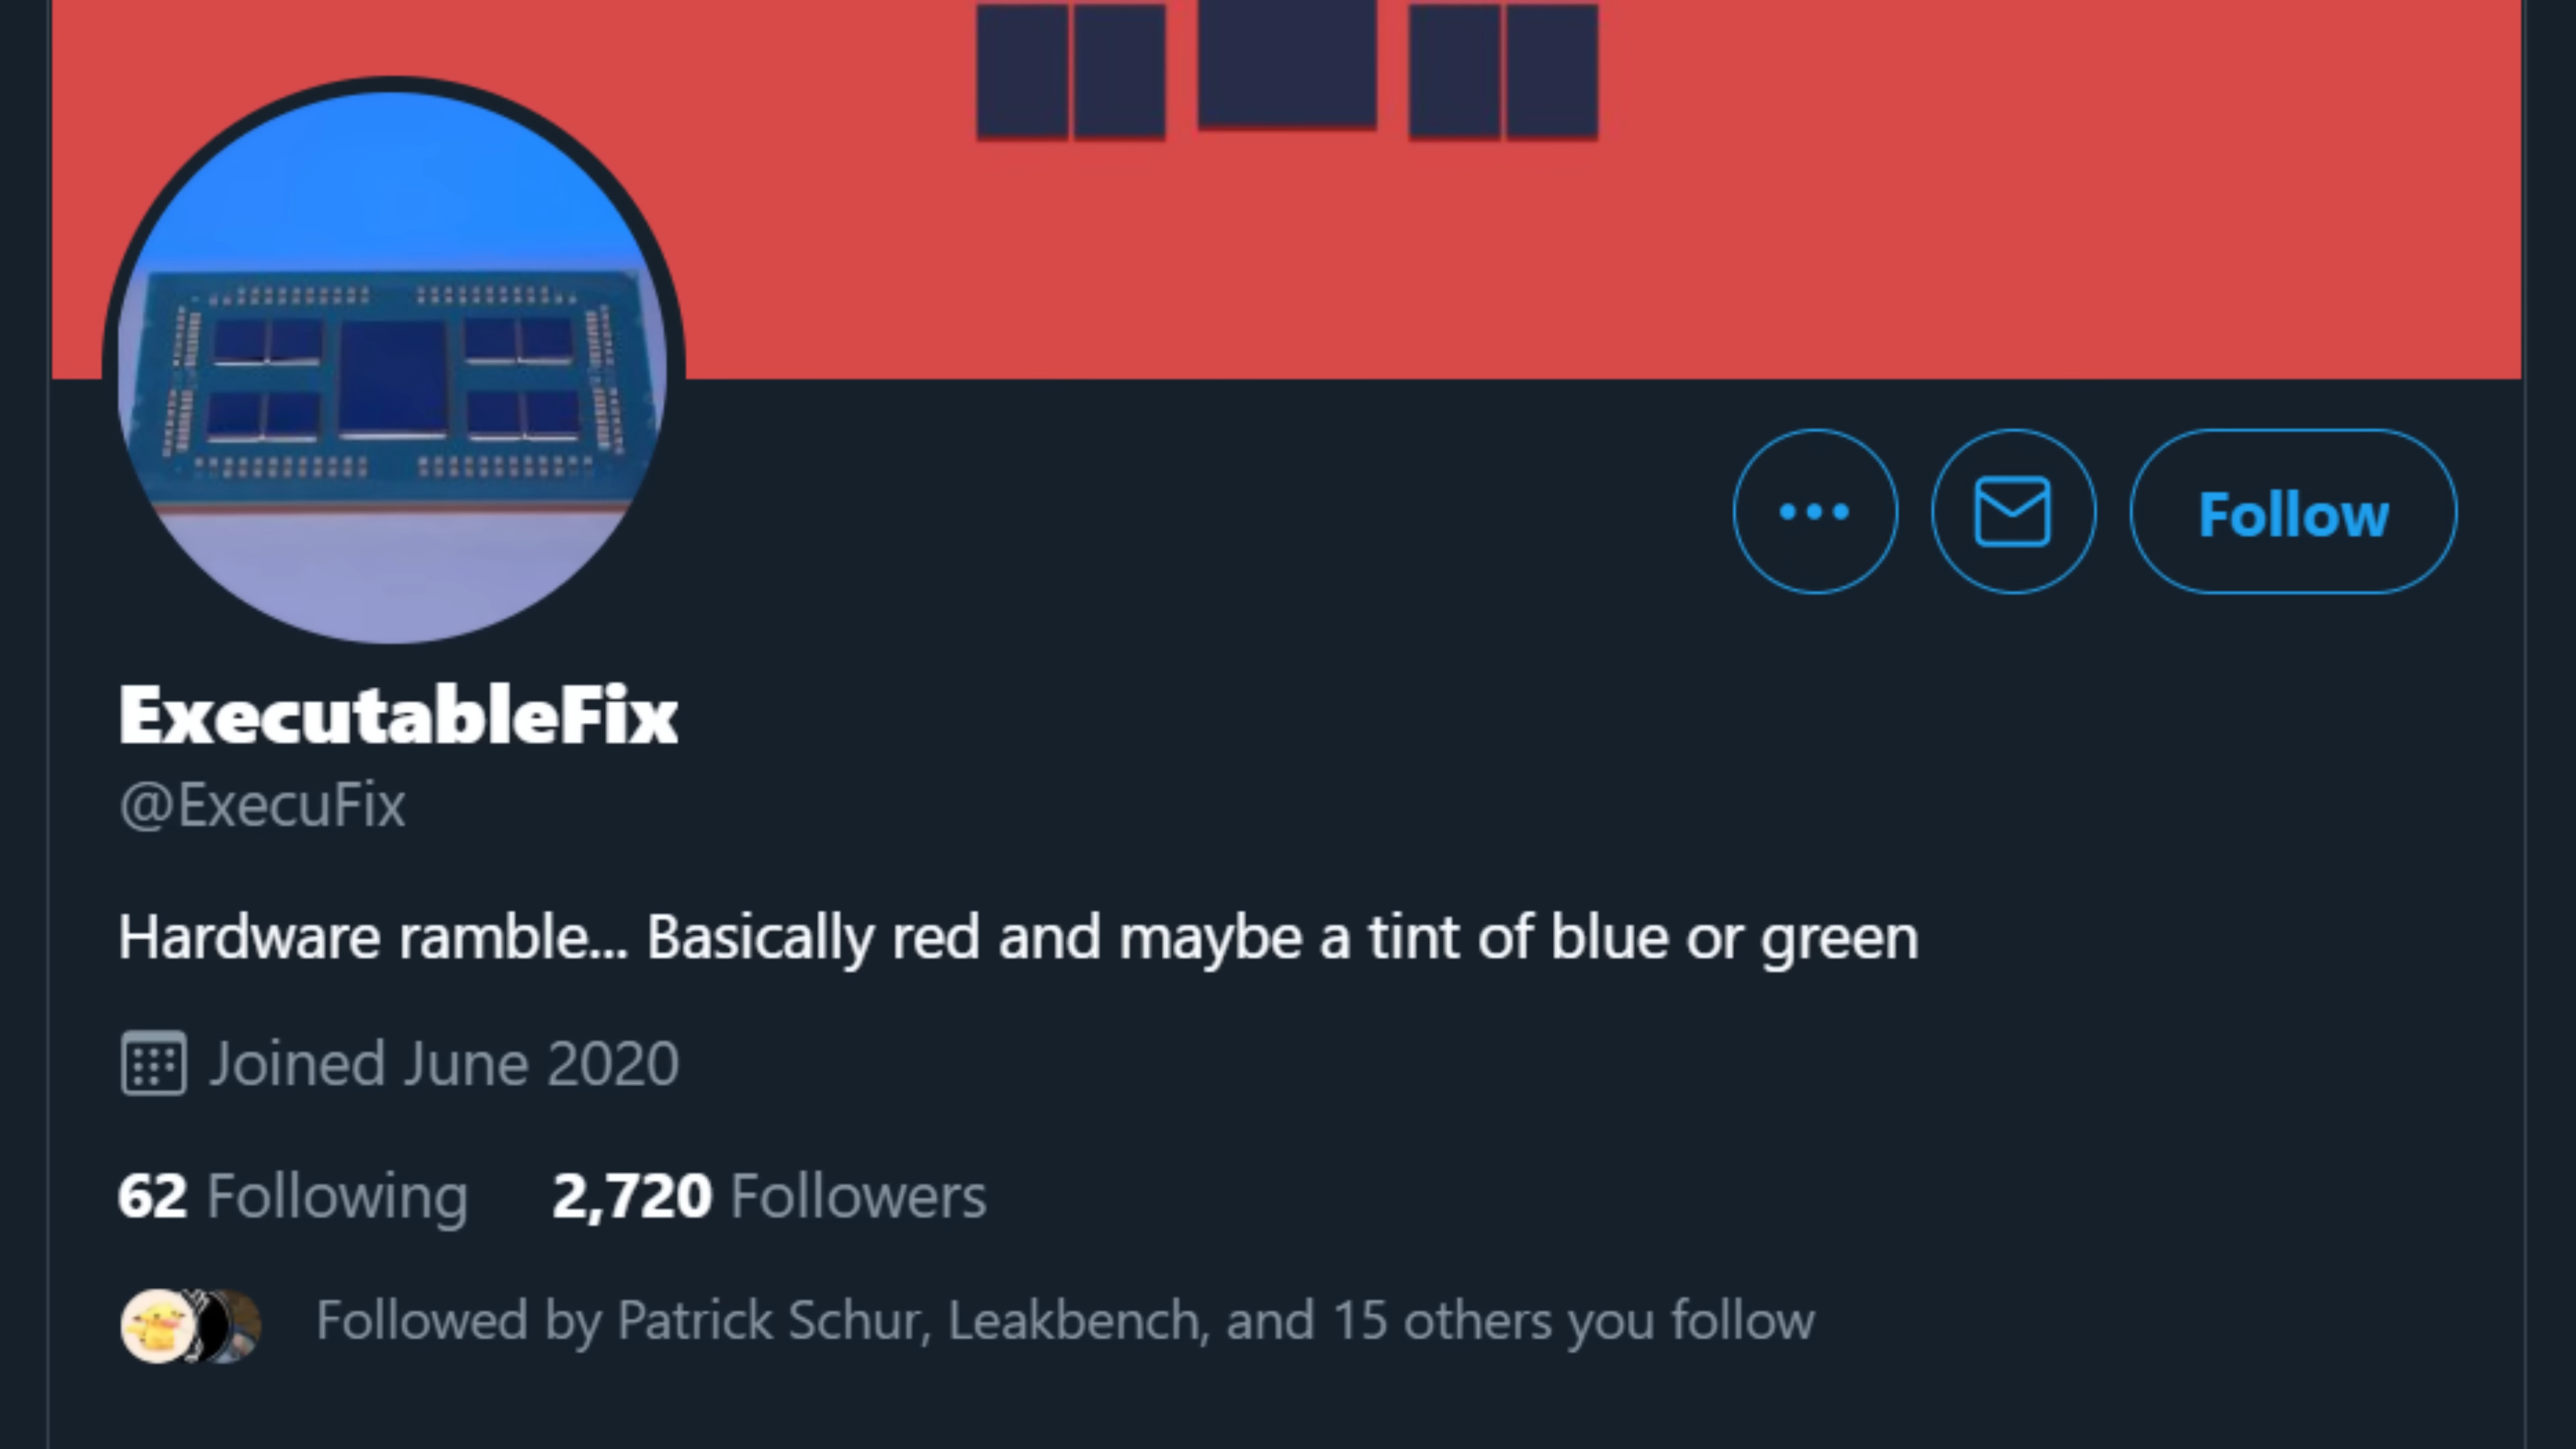 Follow
ExecutableFix
@ExecuFix
Hardware ramble... Basically red and maybe a tint of blue or green
Joined June 2020
62 Following 2,720 Followers
Followed by Patrick Schur, Leakbench, and 15 others you follow